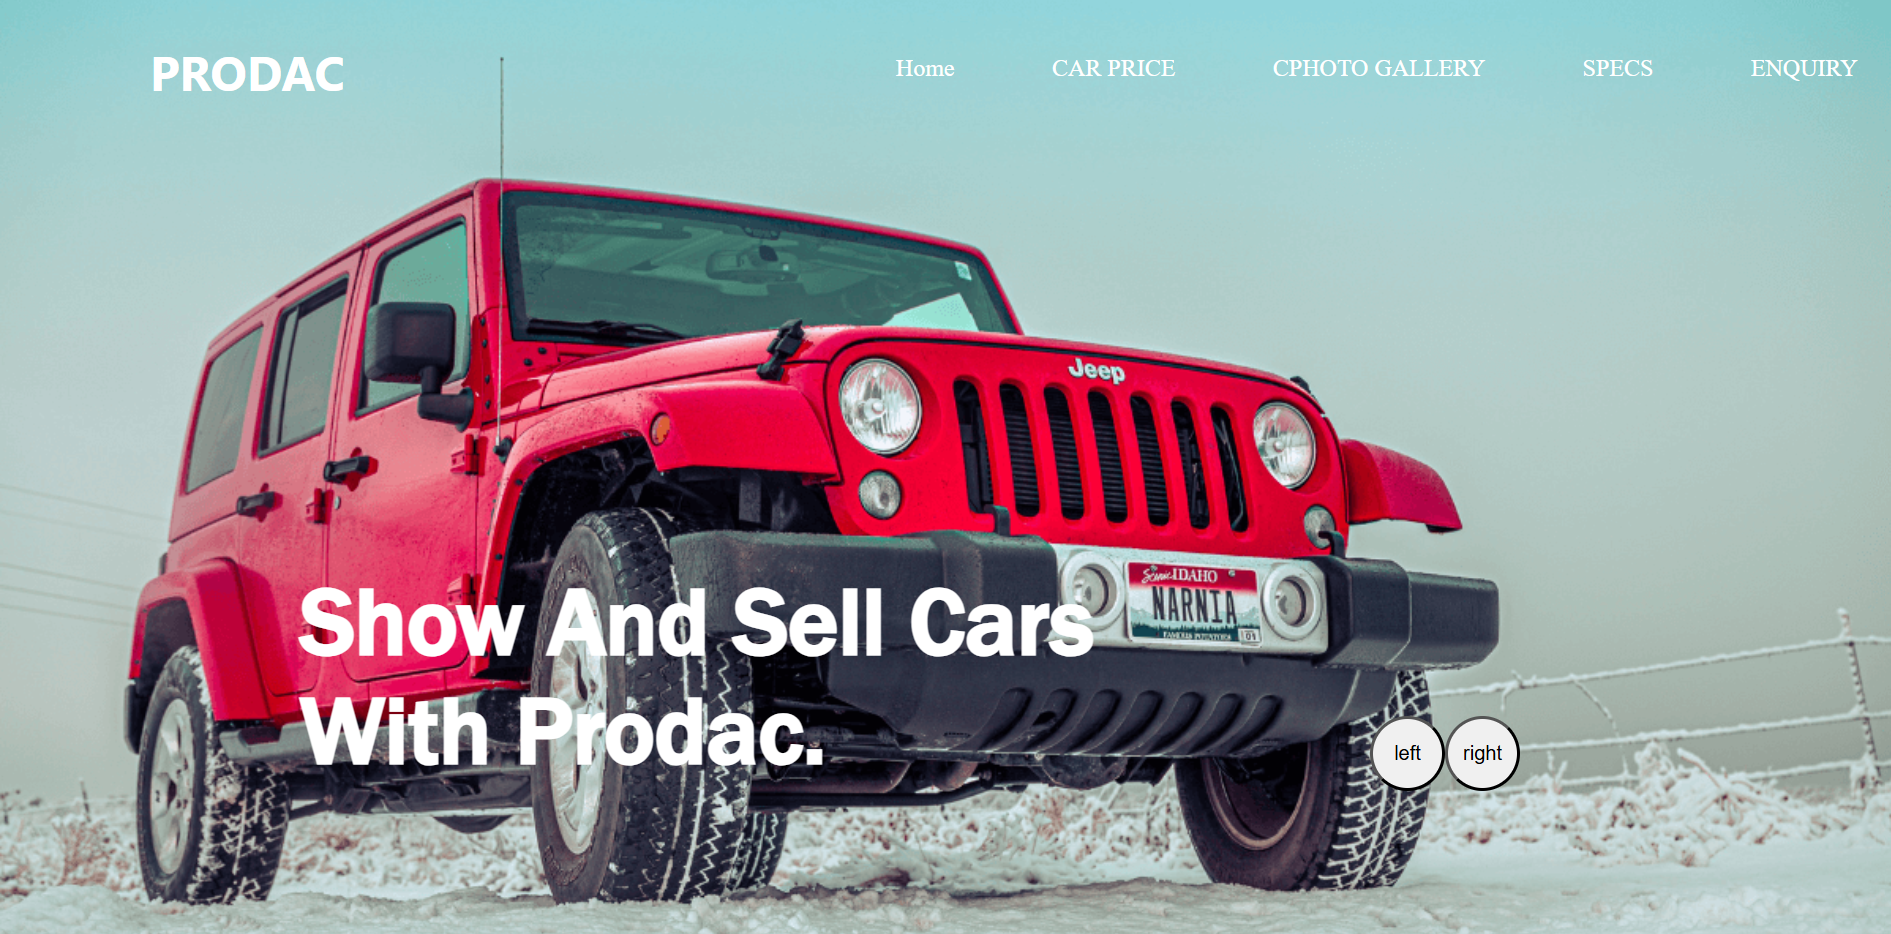 PRODAC
Home CAR PRICE CPHOTO GALLERY SPECS ENQUIRY
Jeep
Scenic IDAHO
NARNIA
FAMOUS POTATOES
Show And Sell Cars
With Prodac.
left right